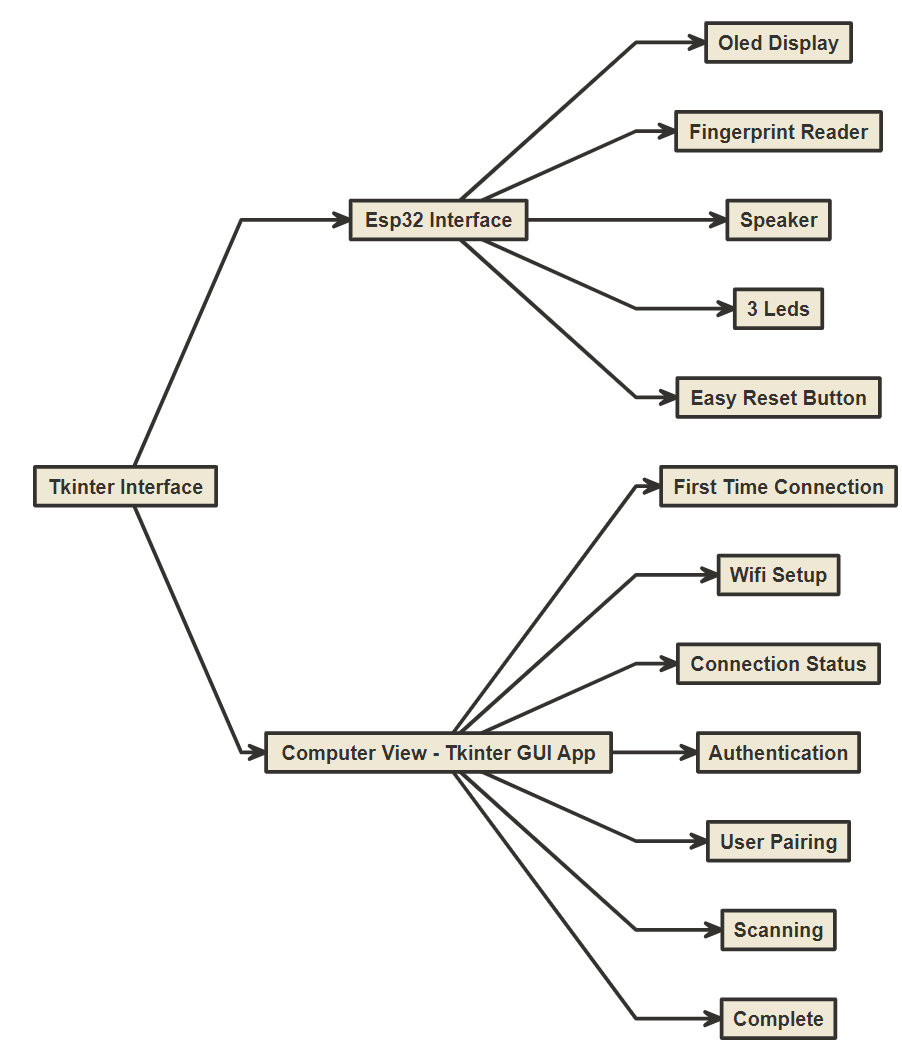 Oled Display
Fingerprint Reader
Esp32 Interface
Speaker
3 Leds
Easy Reset Button
Tkinter Interface
First Time Connection
Wifi Setup
Connection Status
Computer View - Tkinter GUI App
Authentication
User Pairing
Scanning
Complete